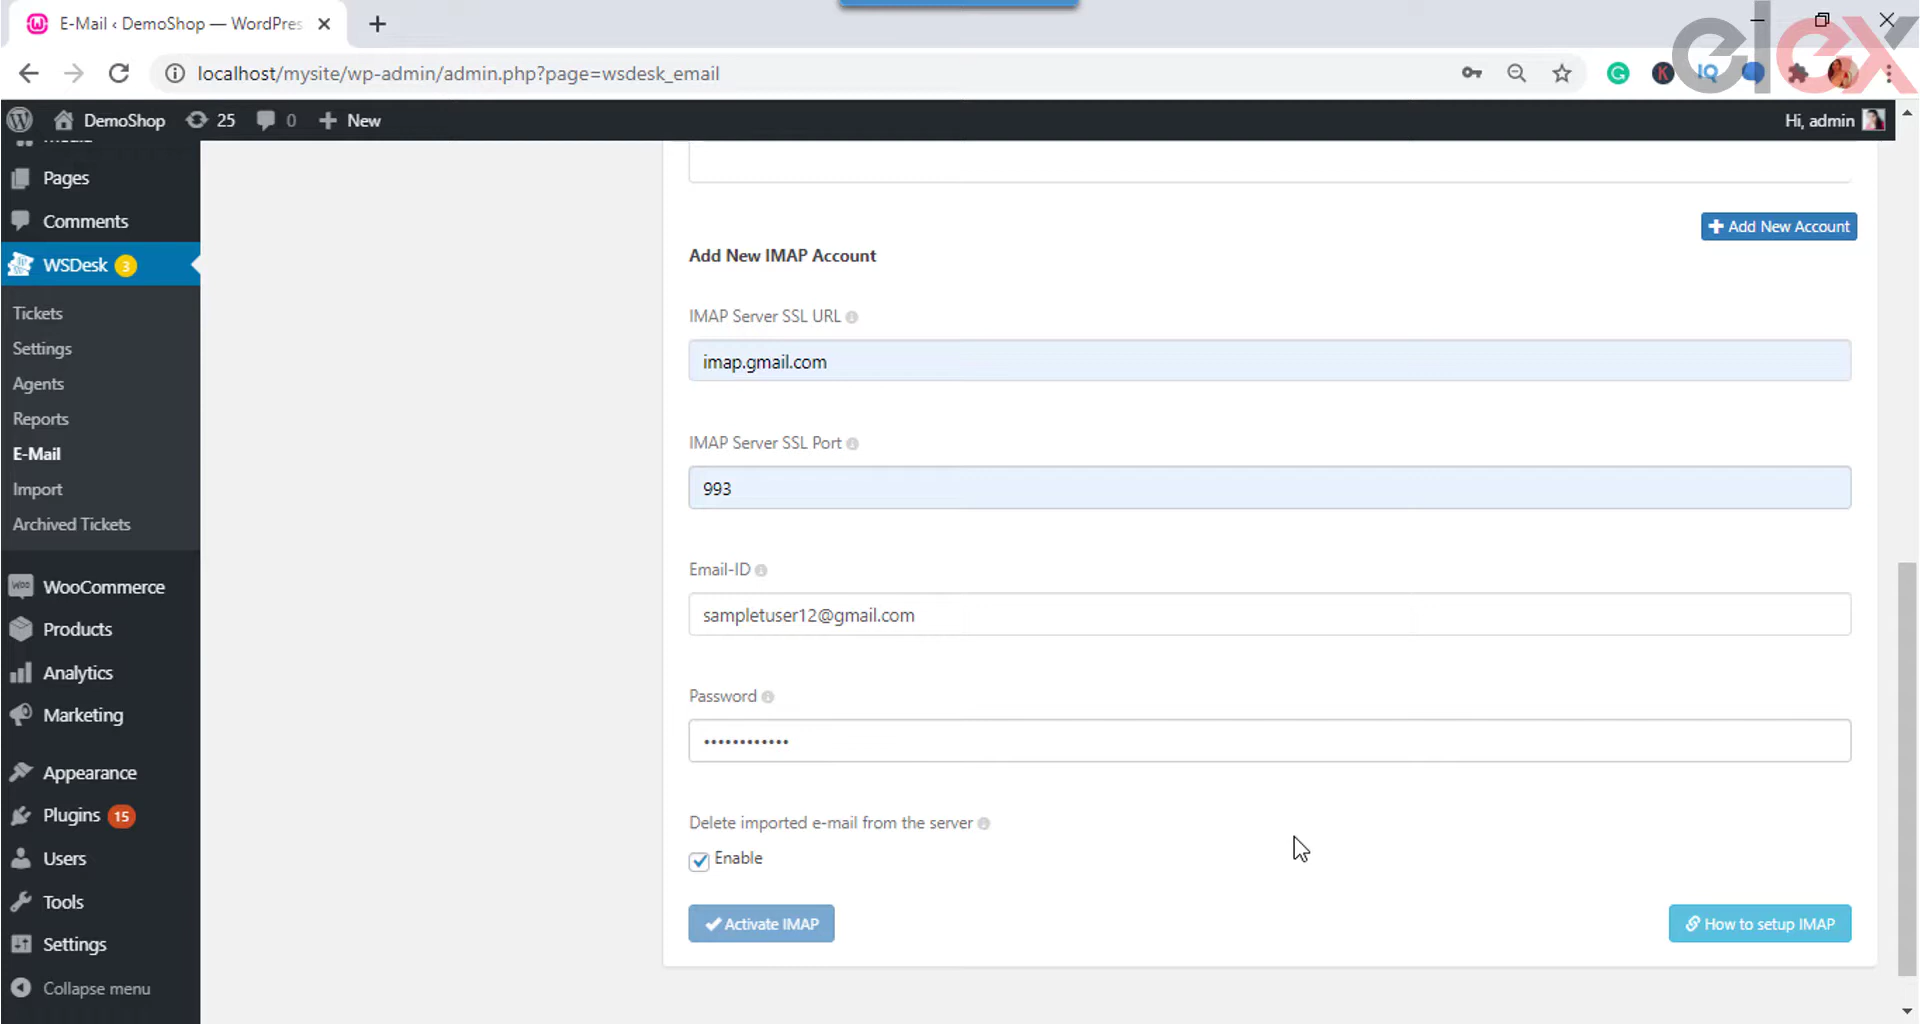 E-Mail ‹ DemoShop — WordPres
localhost/mysite/wp-admin/admin.php?page=wsdesk_email
elex
DemoShop 25 0 New
Hi, admin
Pages
Comments
WSDesk 3
Tickets
Settings
Agents
Reports
E-Mail
Import
Archived Tickets
WooCommerce
Products
Analytics
Marketing
Appearance
Plugins 15
Users
Tools
Settings
Collapse menu
Add New Account
Add New IMAP Account
IMAP Server SSL URL
imap.gmail.com
IMAP Server SSL Port
993
Email-ID
sampletuser12@gmail.com
Password
••••••••••••
Delete imported e-mail from the server
Enable
Activate IMAP
How to setup IMAP